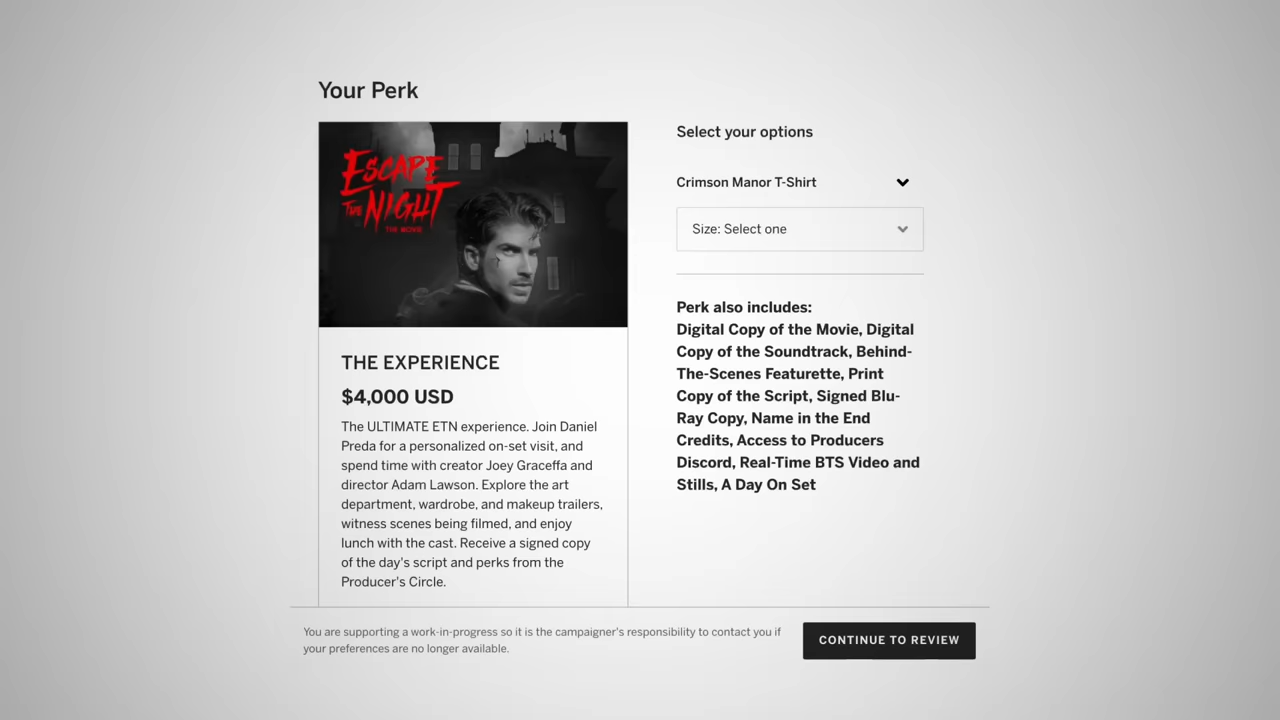 Your Perk
ESCAPE
THE NIGHT
THE MOVIE
THE EXPERIENCE
$4,000 USD
The ULTIMATE ETN experience. Join Daniel
Preda for a personalized on-set visit, and
spend time with creator Joey Graceffa and
director Adam Lawson. Explore the art
department, wardrobe, and makeup trailers,
witness scenes being filmed, and enjoy
lunch with the cast. Receive a signed copy
of the day's script and perks from the
Producer's Circle.
Select your options
Crimson Manor T-Shirt
Size: Select one
Perk also includes:
Digital Copy of the Movie, Digital
Copy of the Soundtrack, Behind-
The-Scenes Featurette, Print
Copy of the Script, Signed Blu-
Ray Copy, Name in the End
Credits, Access to Producers
Discord, Real-Time BTS Video and
Stills, A Day On Set
You are supporting a work-in-progress so it is the campaigner's responsibility to contact you if
your preferences are no longer available.
CONTINUE TO REVIEW